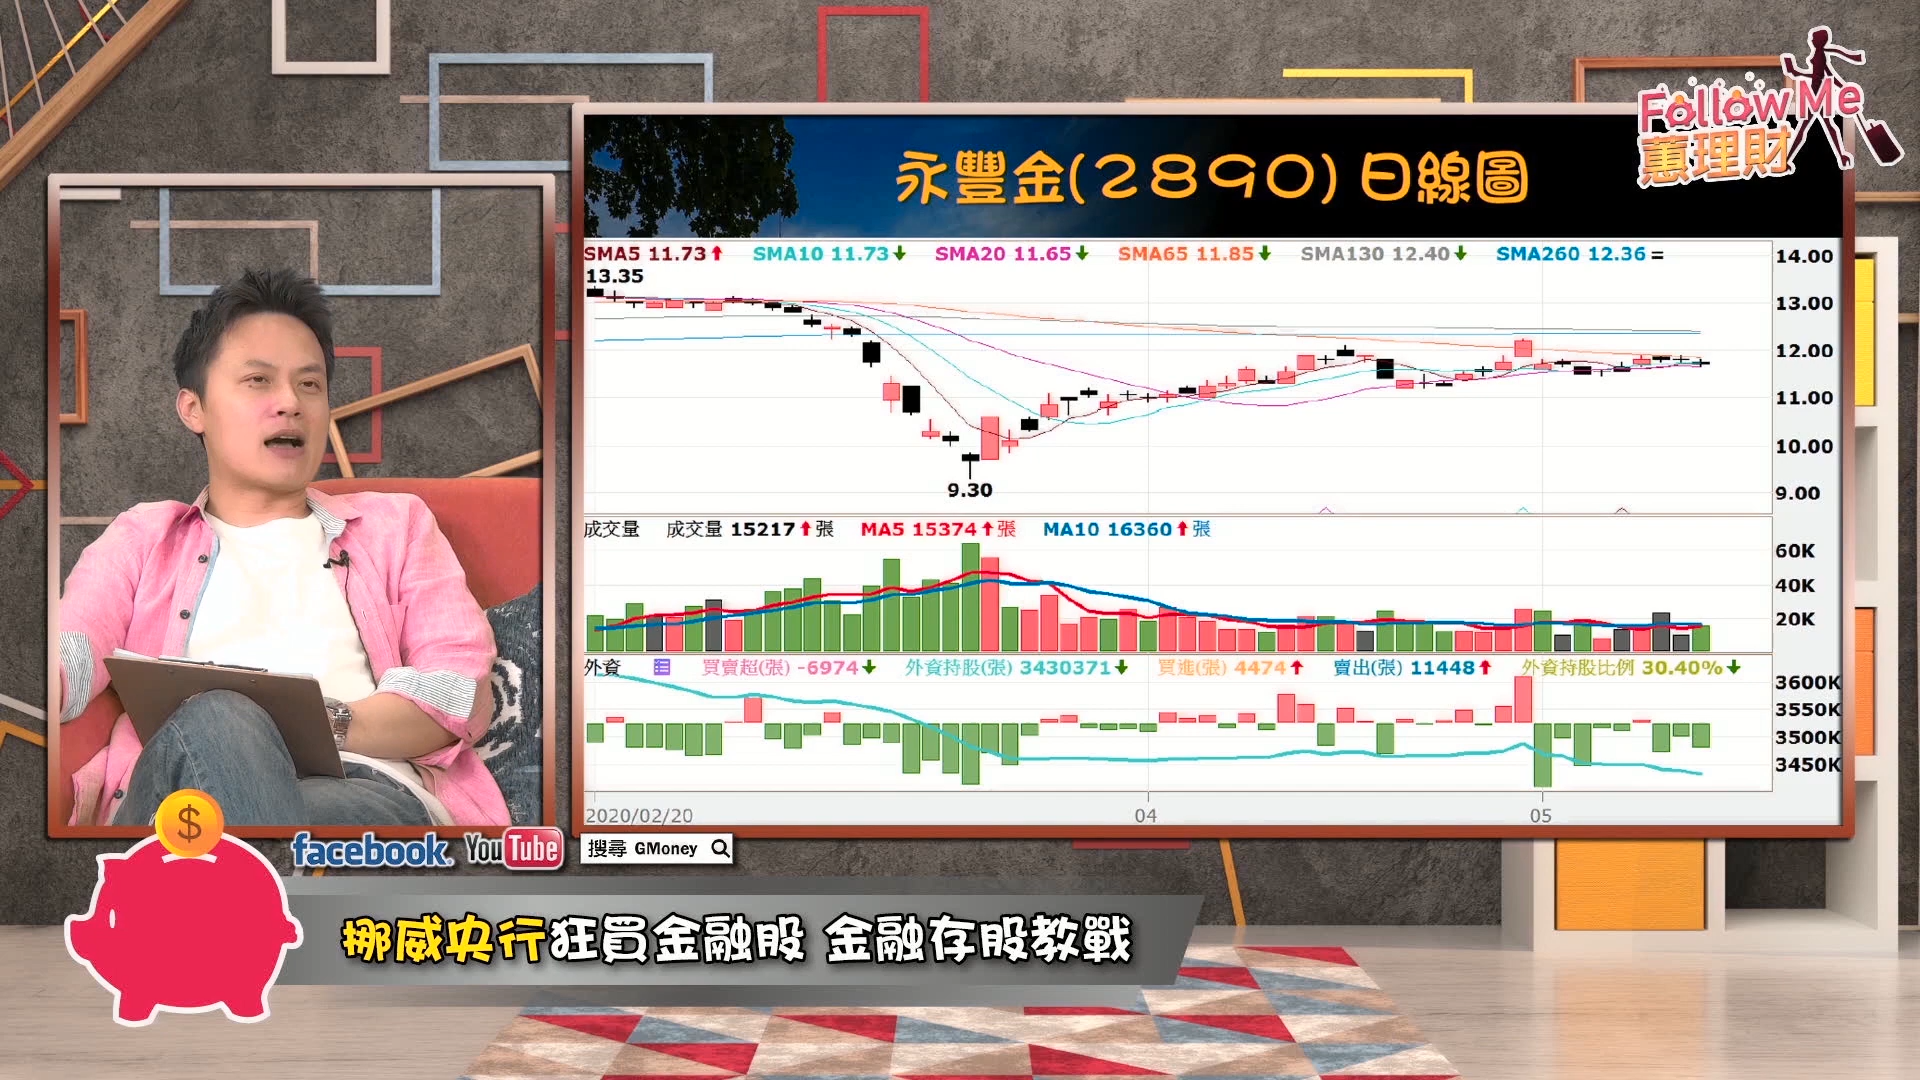 FollowMe
蕙理財
永豐金(2890)日線圖
SMA5 11.73 SMA10 11.73 SMA20 11.65 SMA65 11.85 SMA130 12.40 SMA260 12.36 =
13.35
14.00
13.00
12.00
11.00
10.00
9.00
9.30
成交量 成交量 15217 張 MA5 15374 張 MA10 16360 張
60K
40K
20K
外資 買賣超(張) -6974 外資持股(張) 3430371 買進(張) 4474 賣出(張) 11448 外資持股比例 30.40%
3600K
3550K
3500K
3450K
2020/02/20 04 05
facebook. YouTube 搜尋 GMoney
$
挪威央行狂買金融股 金融存股教戰